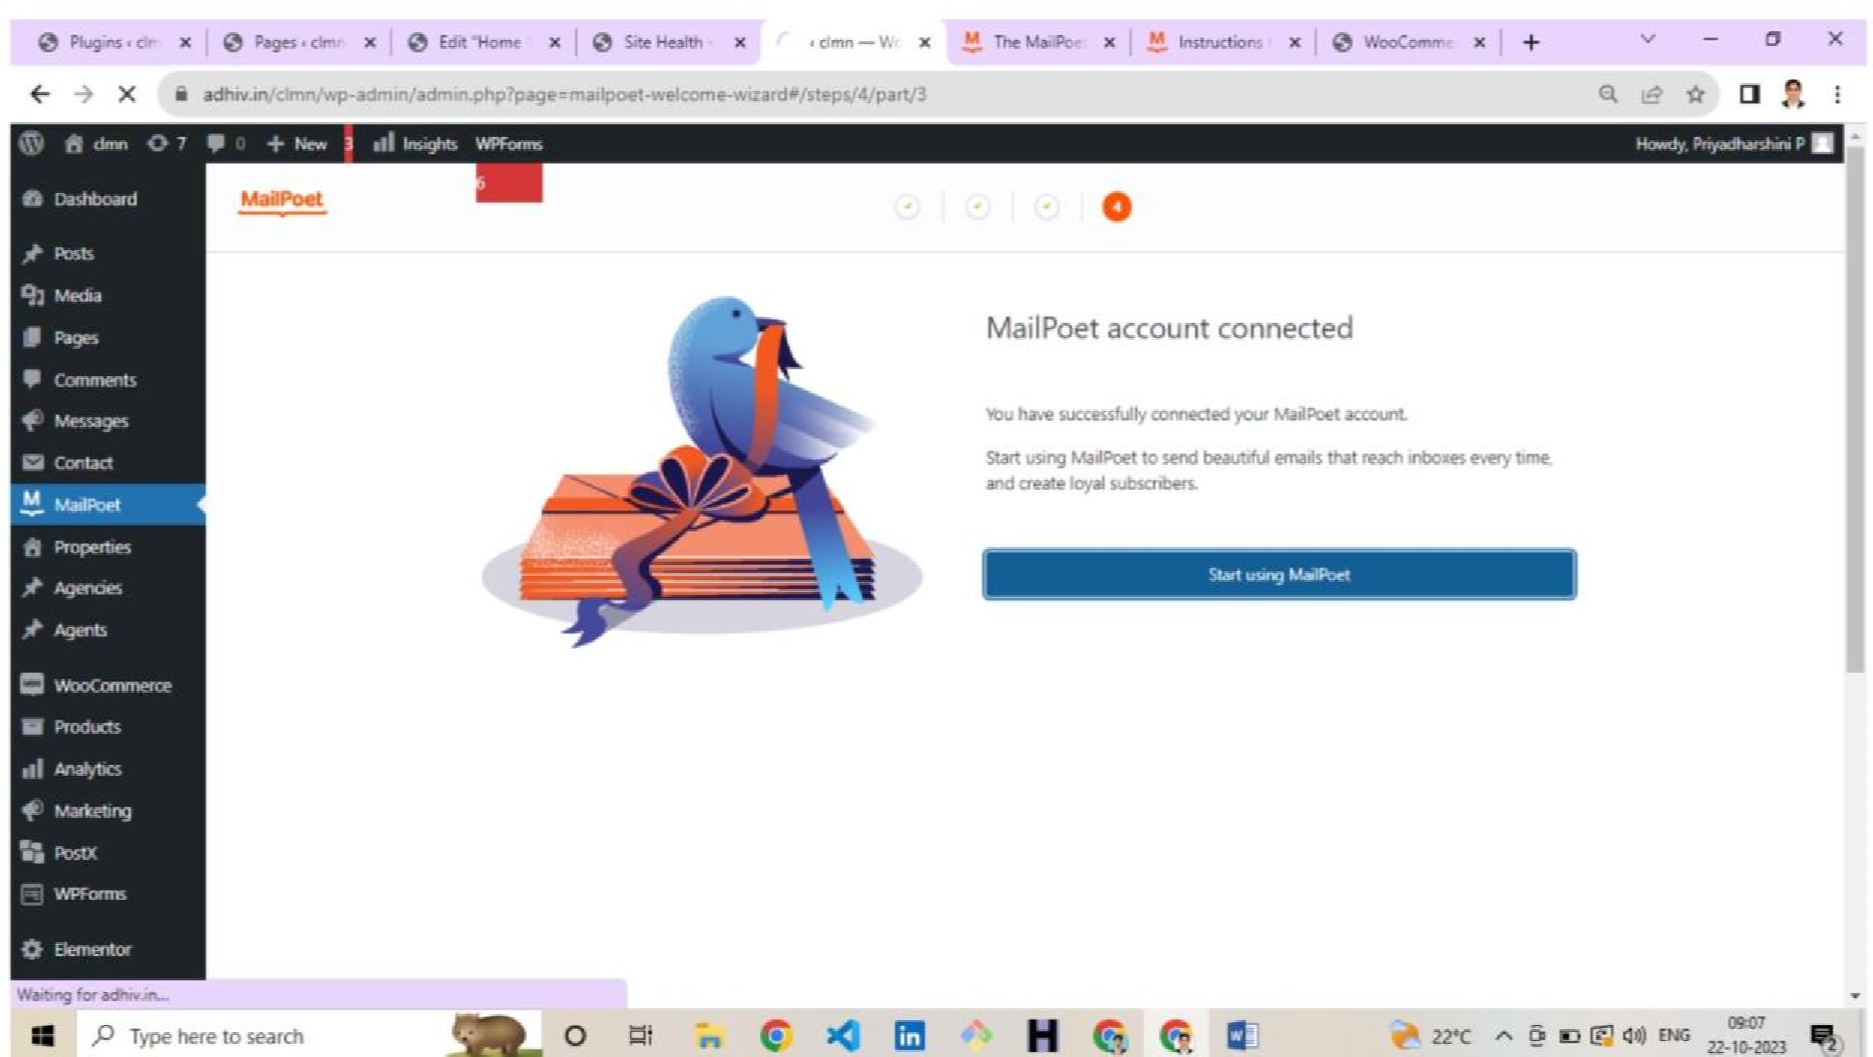 Plugins ‹ clm
Pages ‹ clmn
Edit "Home
Site Health -
‹ clmn — Wo
The MailPoet
Instructions
WooComme
adhiv.in/clmn/wp-admin/admin.php?page=mailpoet-welcome-wizard#/steps/4/part/3
clmn 7 0 + New 3 Insights WPForms
Howdy, Priyadharshini P
6
MailPoet
4
Dashboard
Posts
Media
Pages
Comments
Messages
Contact
MailPoet
Properties
Agencies
Agents
WooCommerce
Products
Analytics
Marketing
PostX
WPForms
Elementor
MailPoet account connected
You have successfully connected your MailPoet account.
Start using MailPoet to send beautiful emails that reach inboxes every time,
and create loyal subscribers.
Start using MailPoet
Waiting for adhiv.in...
Type here to search
22°C
ENG
09:07
22-10-2023
2